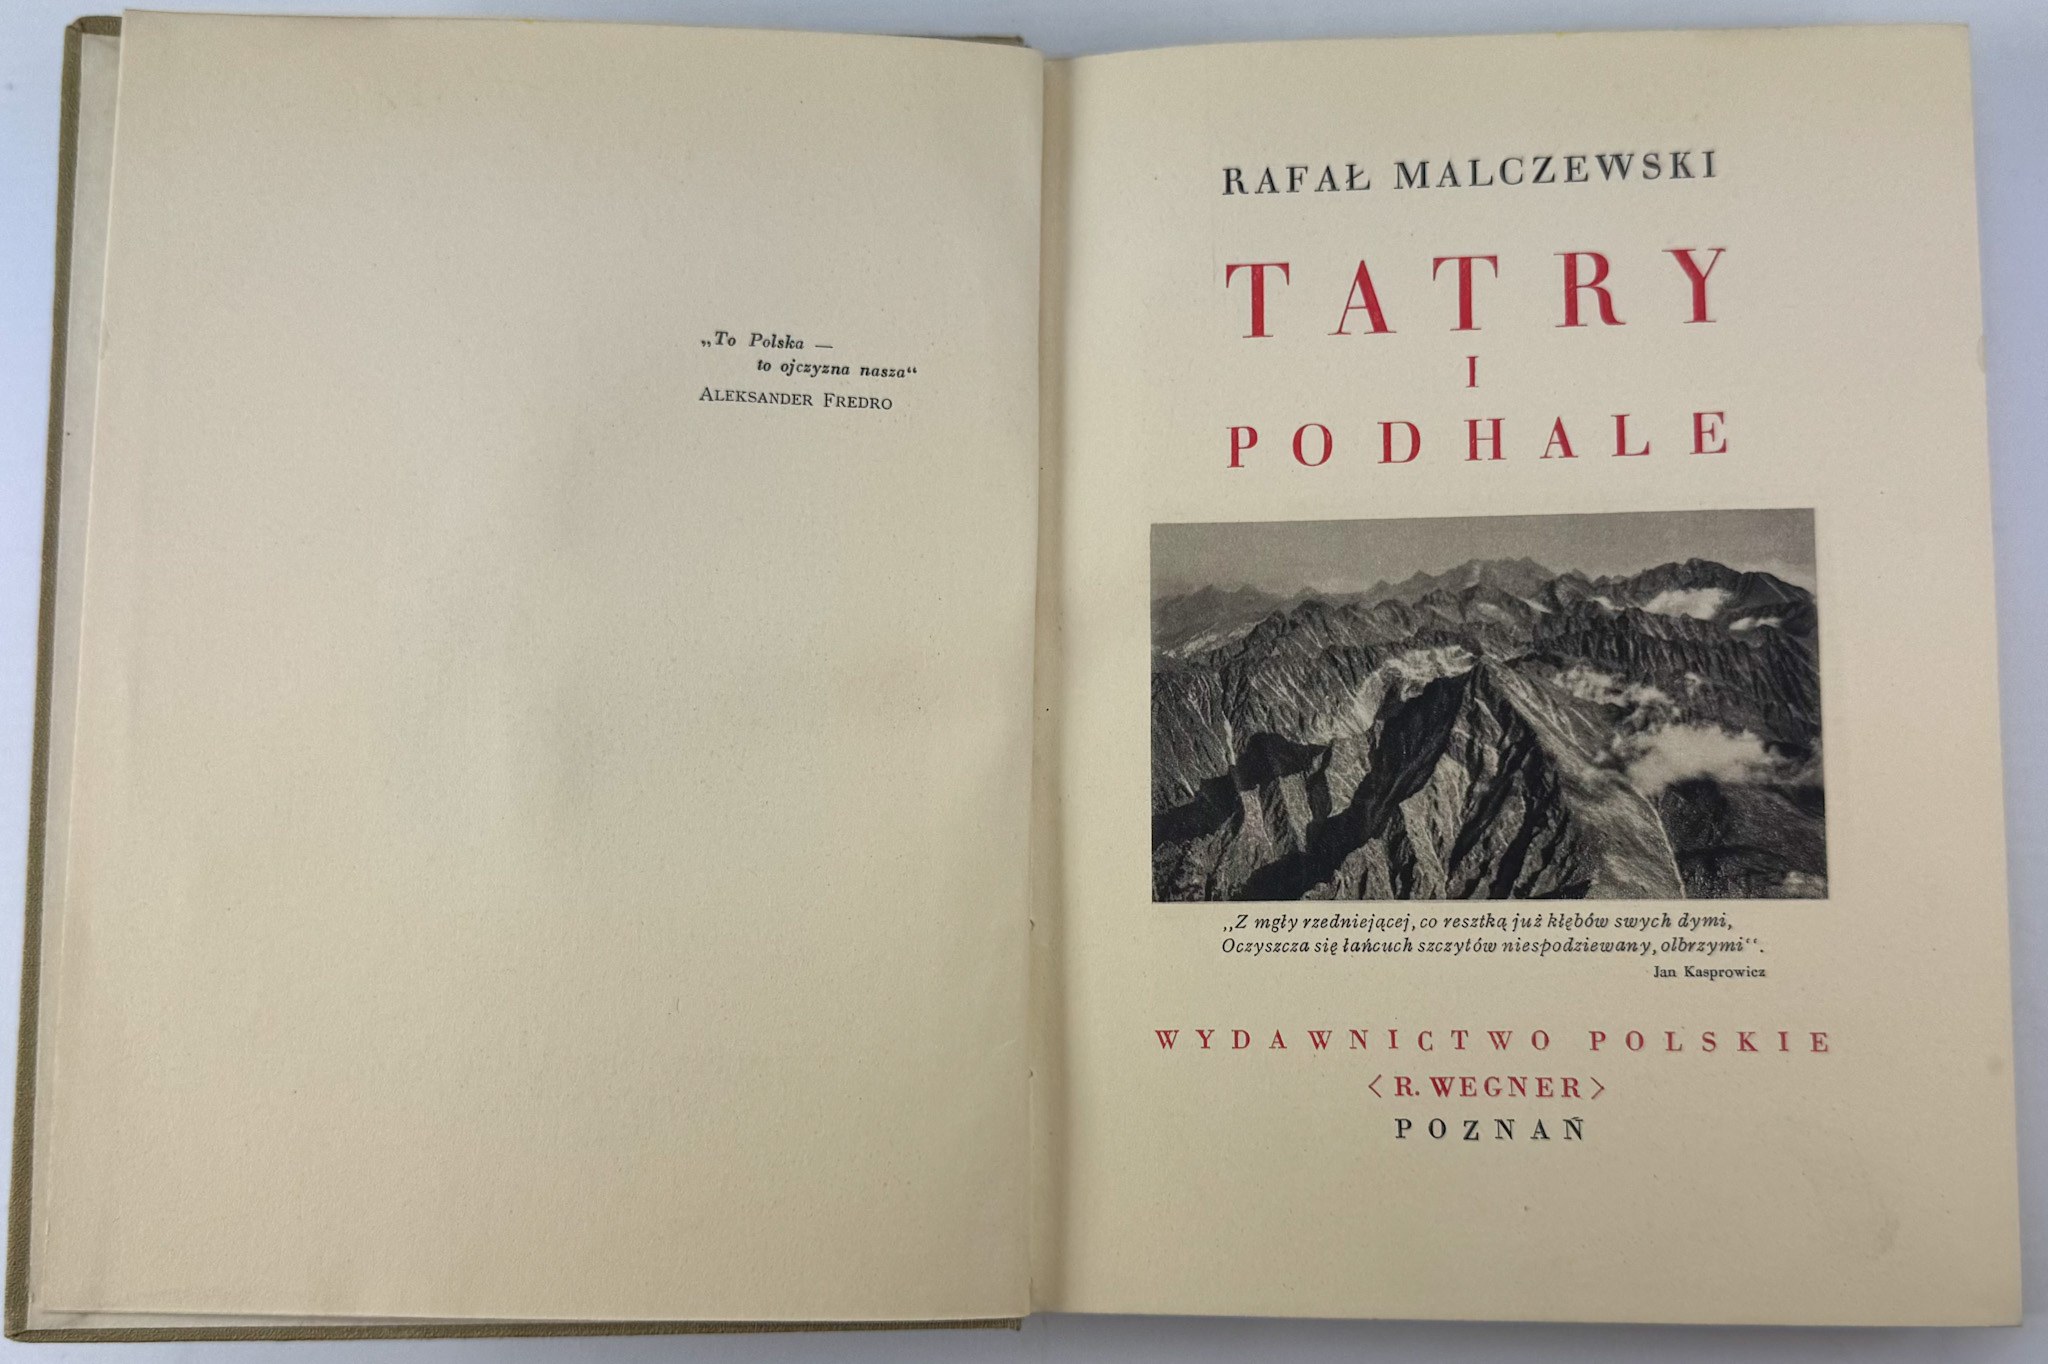 „To Polska —
to ojczyzna nasza“
ALEKSANDER FREDRO
RAFAŁ MALCZEWSKI
TATRY
I
PODHALE
„Z mgły rzedniejącej, co resztką już kłębów swych dymi,
Oczyszcza się łańcuch szczytów niespodziewany, olbrzymi“.
Jan Kasprowicz
WYDAWNICTWO POLSKIE
<R. WEGNER>
POZNAŃ